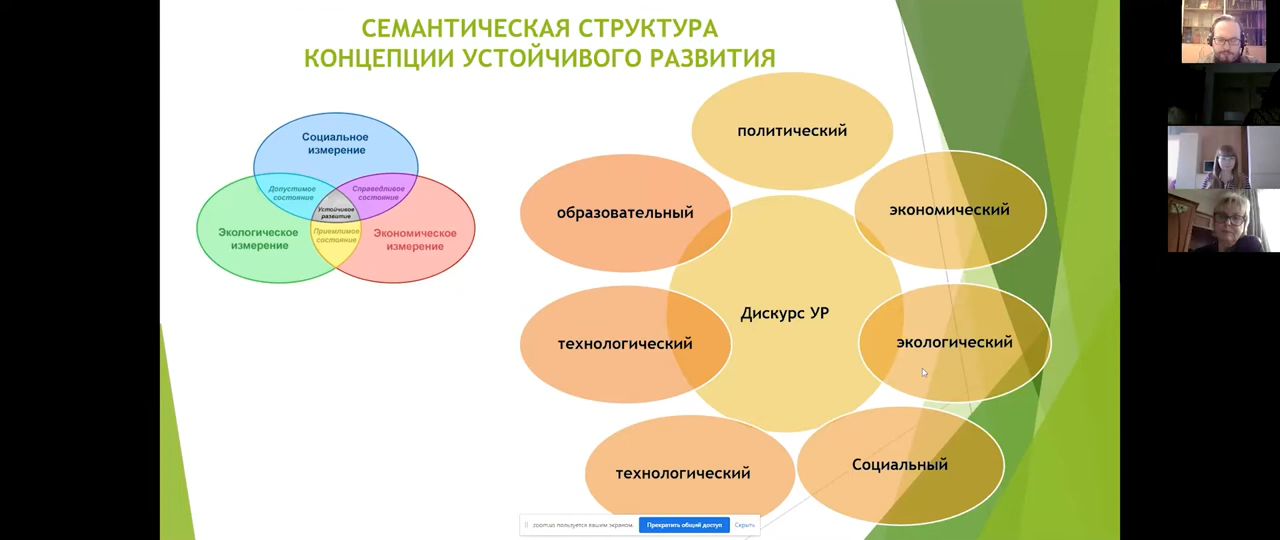 СЕМАНТИЧЕСКАЯ СТРУКТУРА
КОНЦЕПЦИИ УСТОЙЧИВОГО РАЗВИТИЯ
Социальное
измерение
Допустимое
состояние
Справедливое
состояние
Устойчивое
развитие
Экологическое
измерение
Приемлимое
состояние
Экономическое
измерение
политический
образовательный
экономический
Дискурс УР
технологический
экологический
технологический
Социальный
zoom.us пользуется вашим экраном.
Прекратить общий доступ
Скрыть